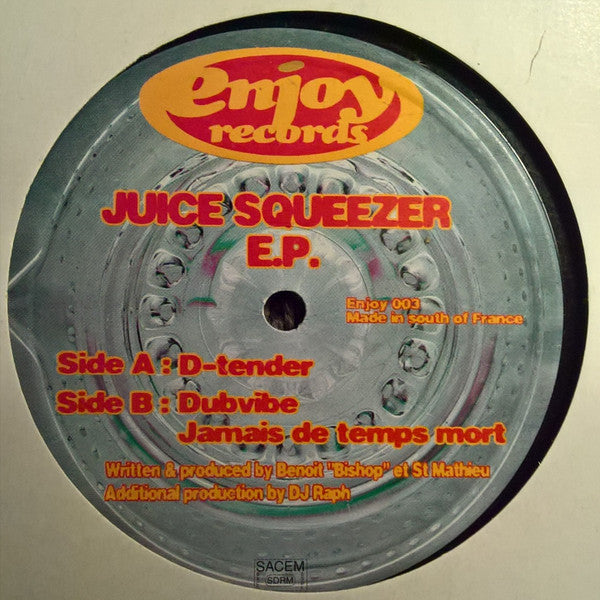 enjoy
records
JUICE SQUEEZER
E.P.
Enjoy 003
Made in south of France
Side A : D-tender
Side B : Dubvibe
Jamais de temps mort
Written & produced by Benoit "Bishop" et St Mathieu
Additional production by DJ Raph
SACEM
SDRM